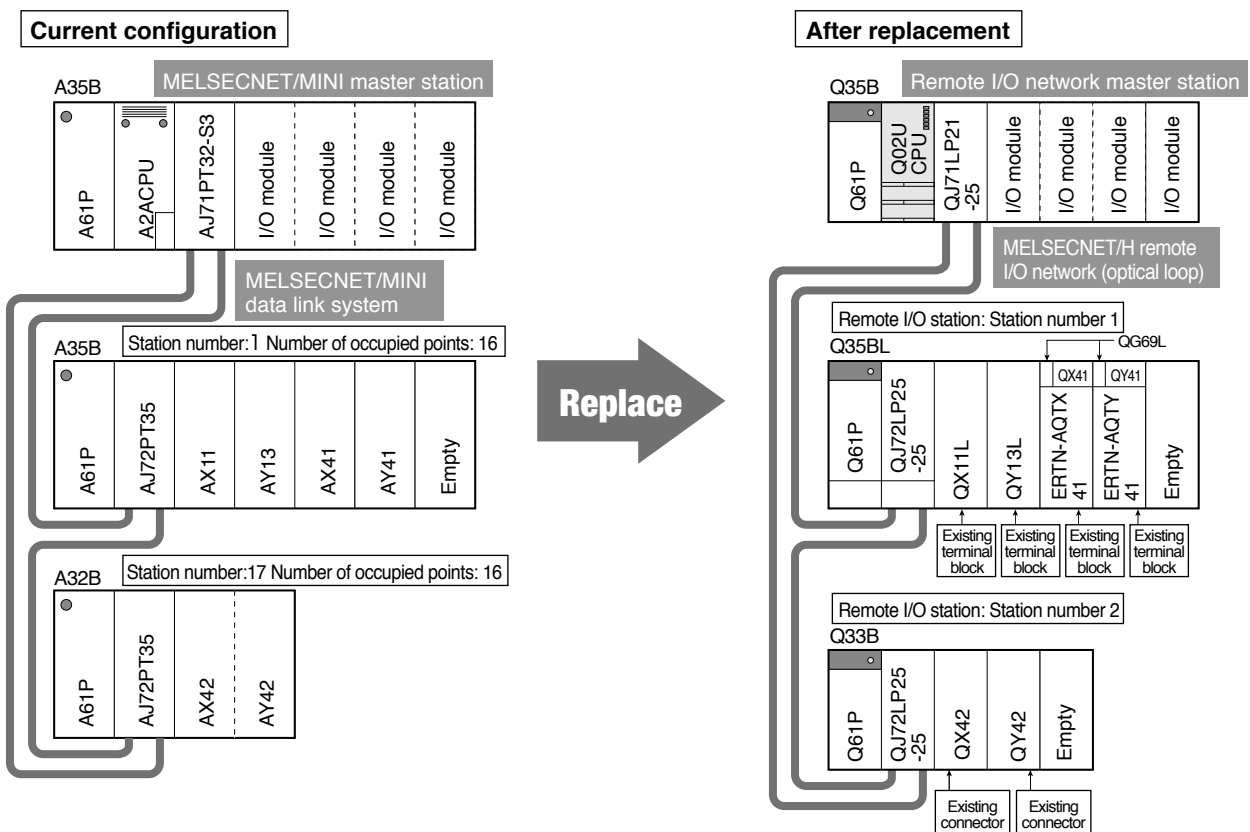 Current configuration
A35B
MELSECNET/MINI master station
A61P
A2ACPU
AJ71PT32-S3
I/O module
I/O module
I/O module
I/O module
MELSECNET/MINI
data link system
A35B
Station number:1 Number of occupied points: 16
A61P
AJ72PT35
AX11
AY13
AX41
AY41
Empty
A32B
Station number:17 Number of occupied points: 16
A61P
AJ72PT35
AX42
AY42
Replace
After replacement
Q35B
Remote I/O network master station
Q61P
Q02U
CPU
QJ71LP21
-25
I/O module
I/O module
I/O module
I/O module
MELSECNET/H remote
I/O network (optical loop)
Remote I/O station: Station number 1
Q35BL
QG69L
Q61P
QJ72LP25
-25
QX11L
QY13L
QX41
ERTN-AQTX
41
QY41
ERTN-AQTY
41
Empty
Existing
terminal
block
Existing
terminal
block
Existing
terminal
block
Existing
terminal
block
Remote I/O station: Station number 2
Q33B
Q61P
QJ72LP25
-25
QX42
QY42
Empty
Existing
connector
Existing
connector